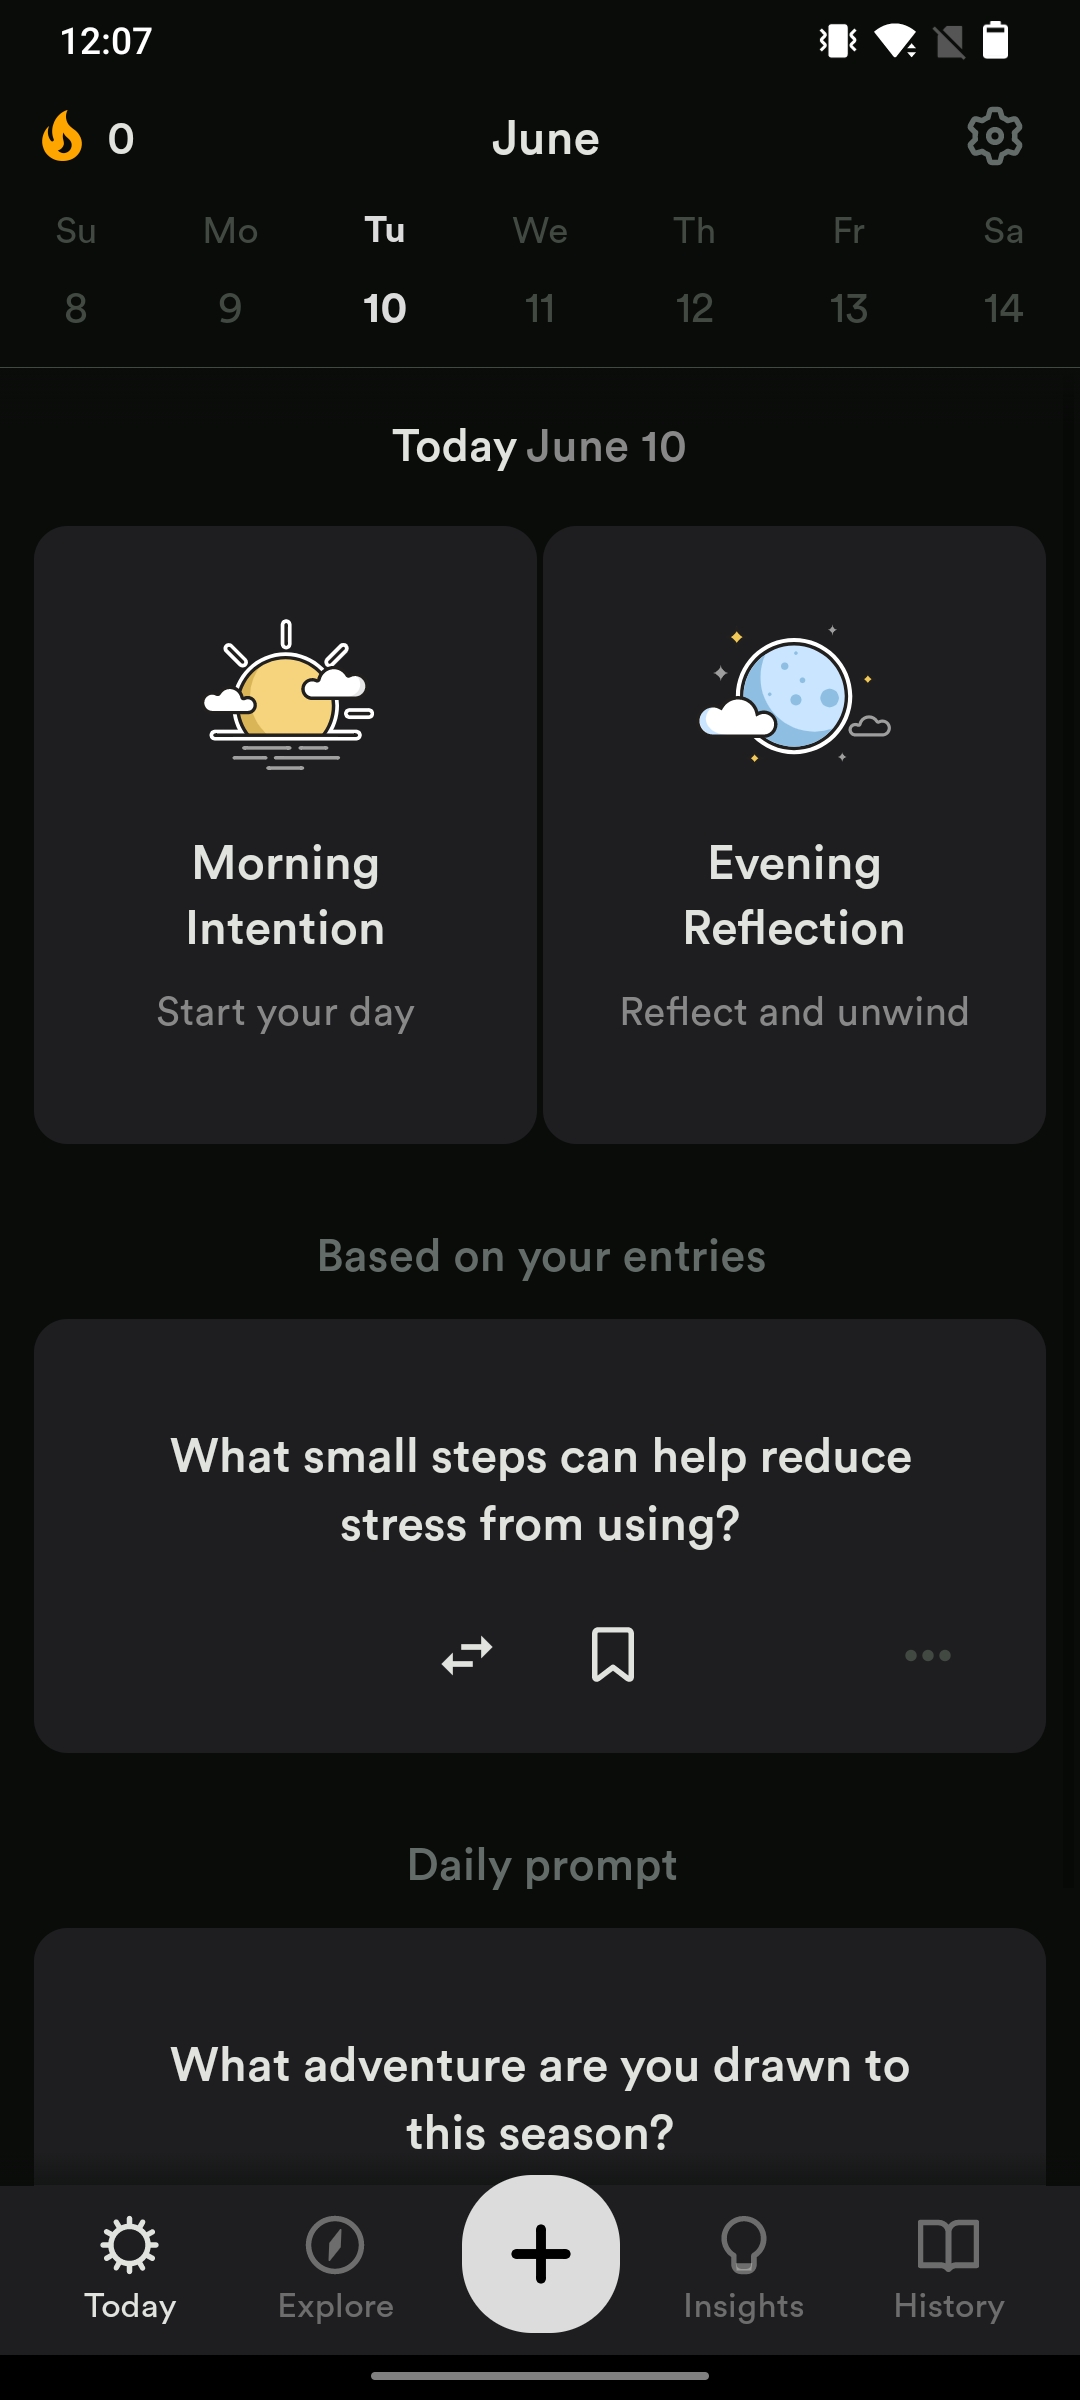 12:07
0
June
Su Mo Tu We Th Fr Sa
8 9 10 11 12 13 14
Today June 10
Morning
Intention
Start your day
Evening
Reflection
Reflect and unwind
Based on your entries
What small steps can help reduce
stress from using?
Daily prompt
What adventure are you drawn to
this season?
Today
Explore
Insights
History